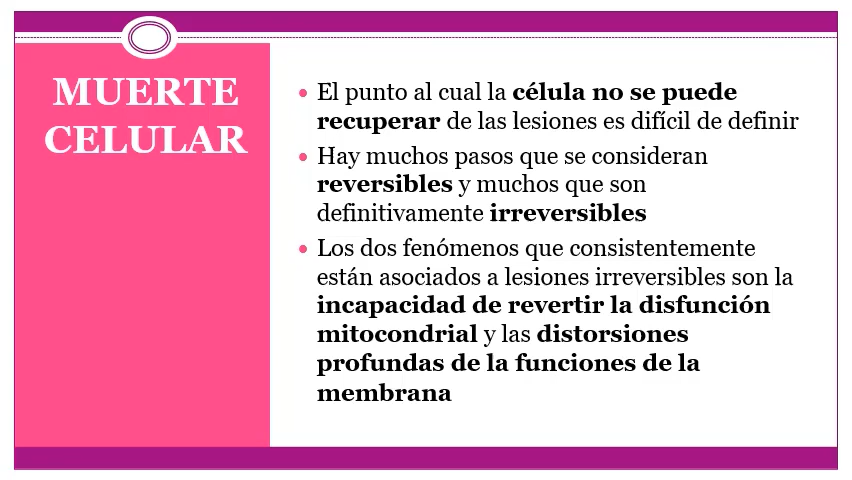 MUERTE
CELULAR
El punto al cual la célula no se puede
recuperar de las lesiones es difícil de definir
Hay muchos pasos que se consideran
reversibles y muchos que son
definitivamente irreversibles
Los dos fenómenos que consistentemente
están asociados a lesiones irreversibles son la
incapacidad de revertir la disfunción
mitocondrial y las distorsiones
profundas de la funciones de la
membrana